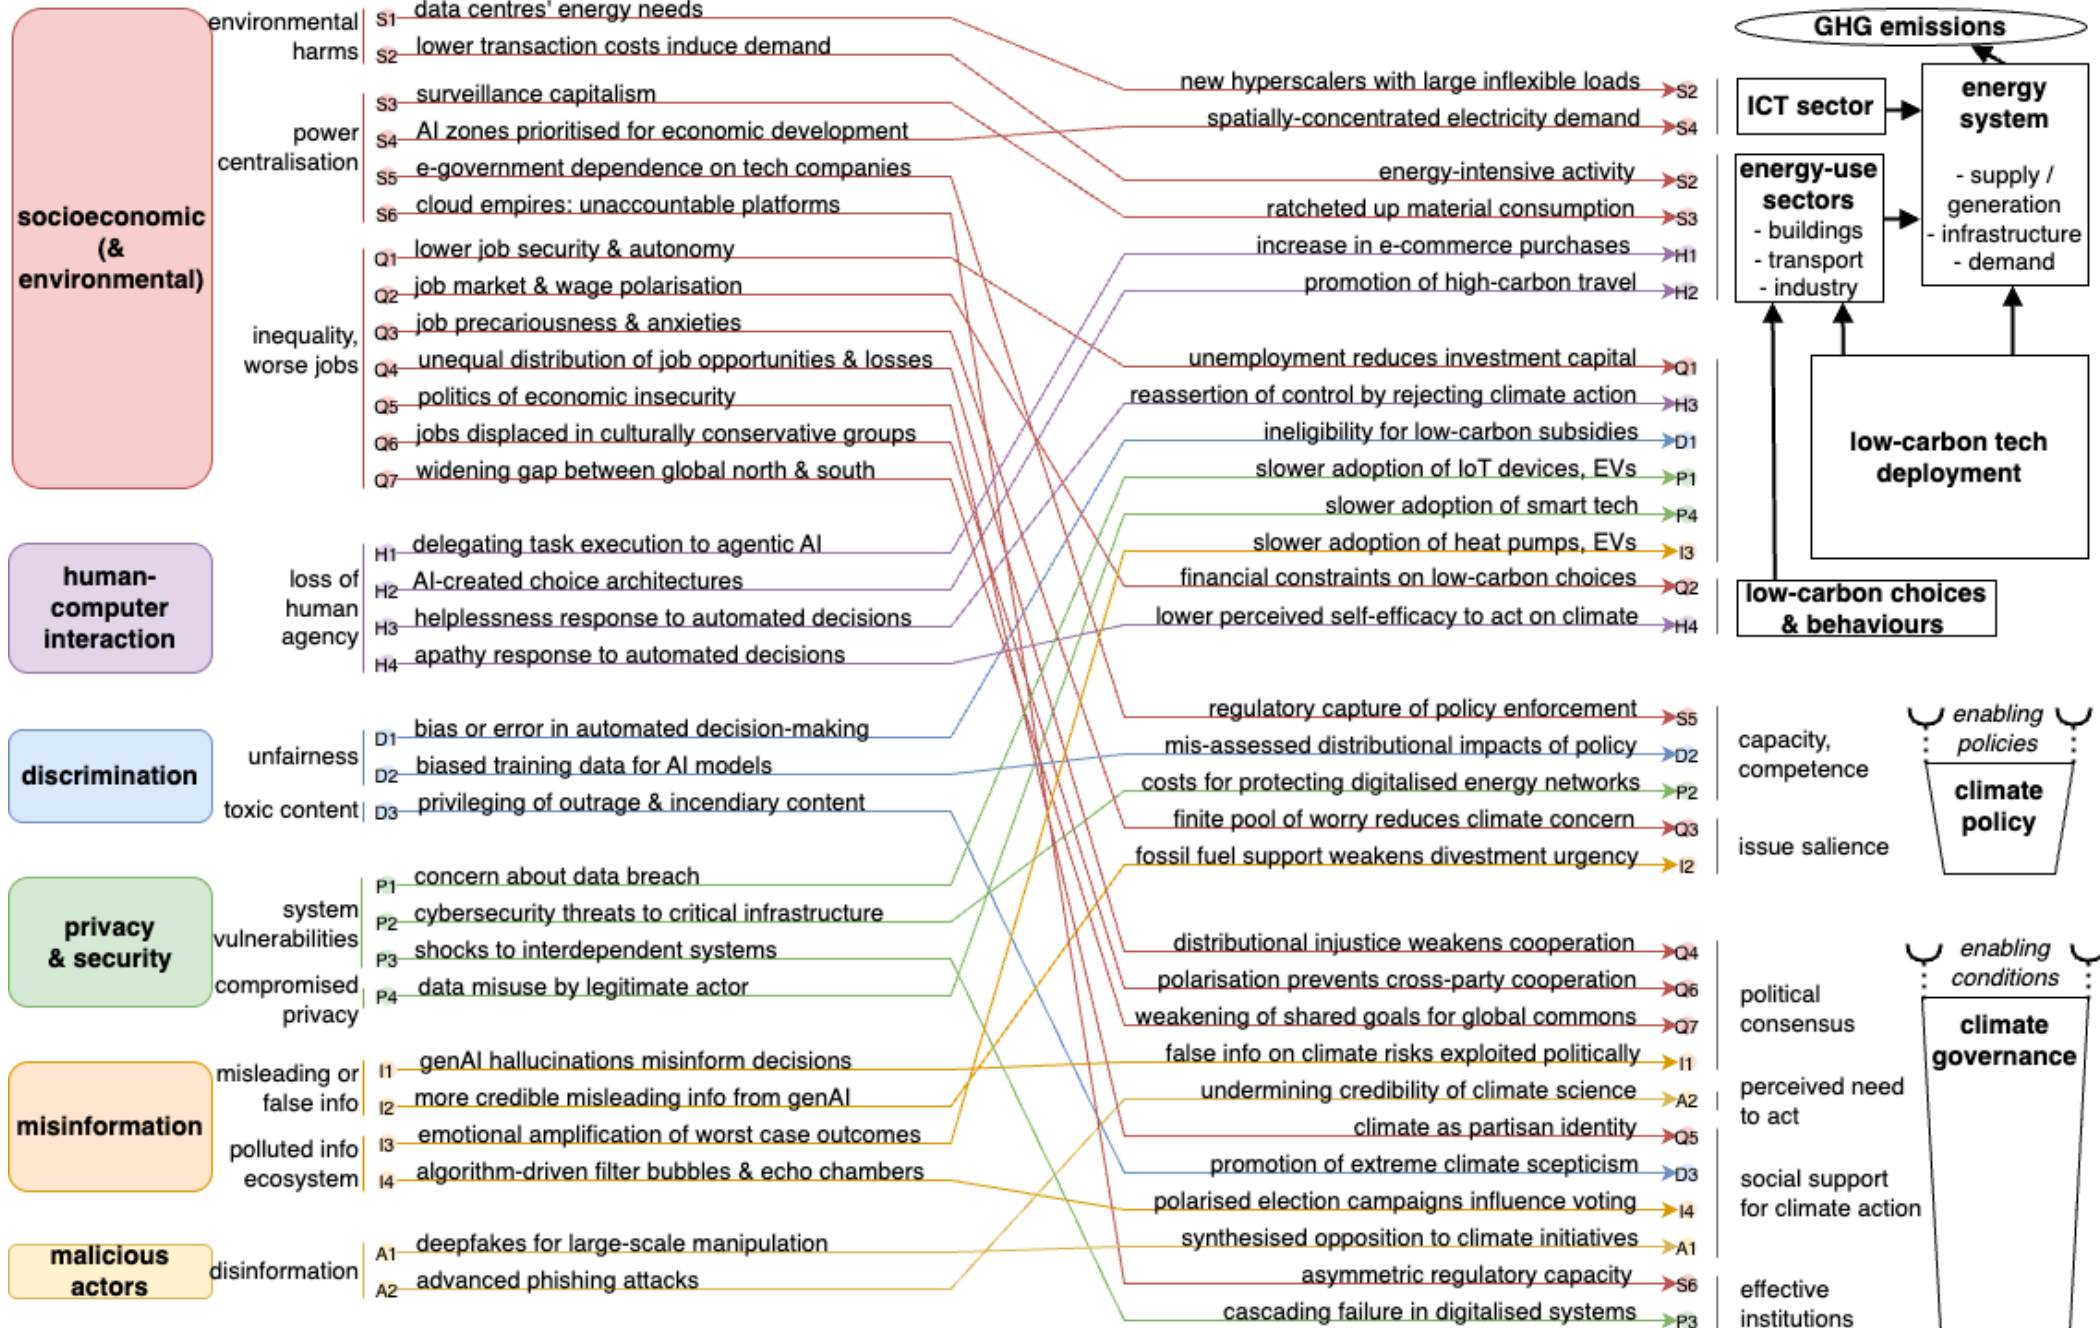 socioeconomic
(&
environmental)
environmental
harms
S1 data centres' energy needs
S2 lower transaction costs induce demand
power
centralisation
S3 surveillance capitalism
S4 AI zones prioritised for economic development
S5 e-government dependence on tech companies
S6 cloud empires: unaccountable platforms
inequality,
worse jobs
Q1 lower job security & autonomy
Q2 job market & wage polarisation
Q3 job precariousness & anxieties
Q4 unequal distribution of job opportunities & losses
Q5 politics of economic insecurity
Q6 jobs displaced in culturally conservative groups
Q7 widening gap between global north & south
human-
computer
interaction
loss of
human
agency
H1 delegating task execution to agentic AI
H2 AI-created choice architectures
H3 helplessness response to automated decisions
H4 apathy response to automated decisions
discrimination
unfairness
D1 bias or error in automated decision-making
D2 biased training data for AI models
toxic content
D3 privileging of outrage & incendiary content
privacy
& security
system
vulnerabilities
P1 concern about data breach
P2 cybersecurity threats to critical infrastructure
P3 shocks to interdependent systems
compromised
privacy
P4 data misuse by legitimate actor
misinformation
misleading or
false info
I1 genAI hallucinations misinform decisions
I2 more credible misleading info from genAI
polluted info
ecosystem
I3 emotional amplification of worst case outcomes
I4 algorithm-driven filter bubbles & echo chambers
malicious
actors
disinformation
A1 deepfakes for large-scale manipulation
A2 advanced phishing attacks
new hyperscalers with large inflexible loads S2
spatially-concentrated electricity demand S4
energy-intensive activity S2
ratcheted up material consumption S3
increase in e-commerce purchases H1
promotion of high-carbon travel H2
unemployment reduces investment capital Q1
reassertion of control by rejecting climate action H3
ineligibility for low-carbon subsidies D1
slower adoption of IoT devices, EVs P1
slower adoption of smart tech P4
slower adoption of heat pumps, EVs I3
financial constraints on low-carbon choices Q2
lower perceived self-efficacy to act on climate H4
regulatory capture of policy enforcement S5
mis-assessed distributional impacts of policy D2
costs for protecting digitalised energy networks P2
finite pool of worry reduces climate concern Q3
fossil fuel support weakens divestment urgency I2
distributional injustice weakens cooperation Q4
polarisation prevents cross-party cooperation Q6
weakening of shared goals for global commons Q7
false info on climate risks exploited politically I1
undermining credibility of climate science A2
climate as partisan identity Q5
promotion of extreme climate scepticism D3
polarised election campaigns influence voting I4
synthesised opposition to climate initiatives A1
asymmetric regulatory capacity S6
cascading failure in digitalised systems P3
GHG emissions
ICT sector
energy
system
- supply /
generation
- infrastructure
- demand
energy-use
sectors
- buildings
- transport
- industry
low-carbon tech
deployment
low-carbon choices
& behaviours
capacity,
competence
issue salience
enabling
policies
climate
policy
political
consensus
perceived need
to act
social support
for climate action
effective
institutions
enabling
conditions
climate
governance